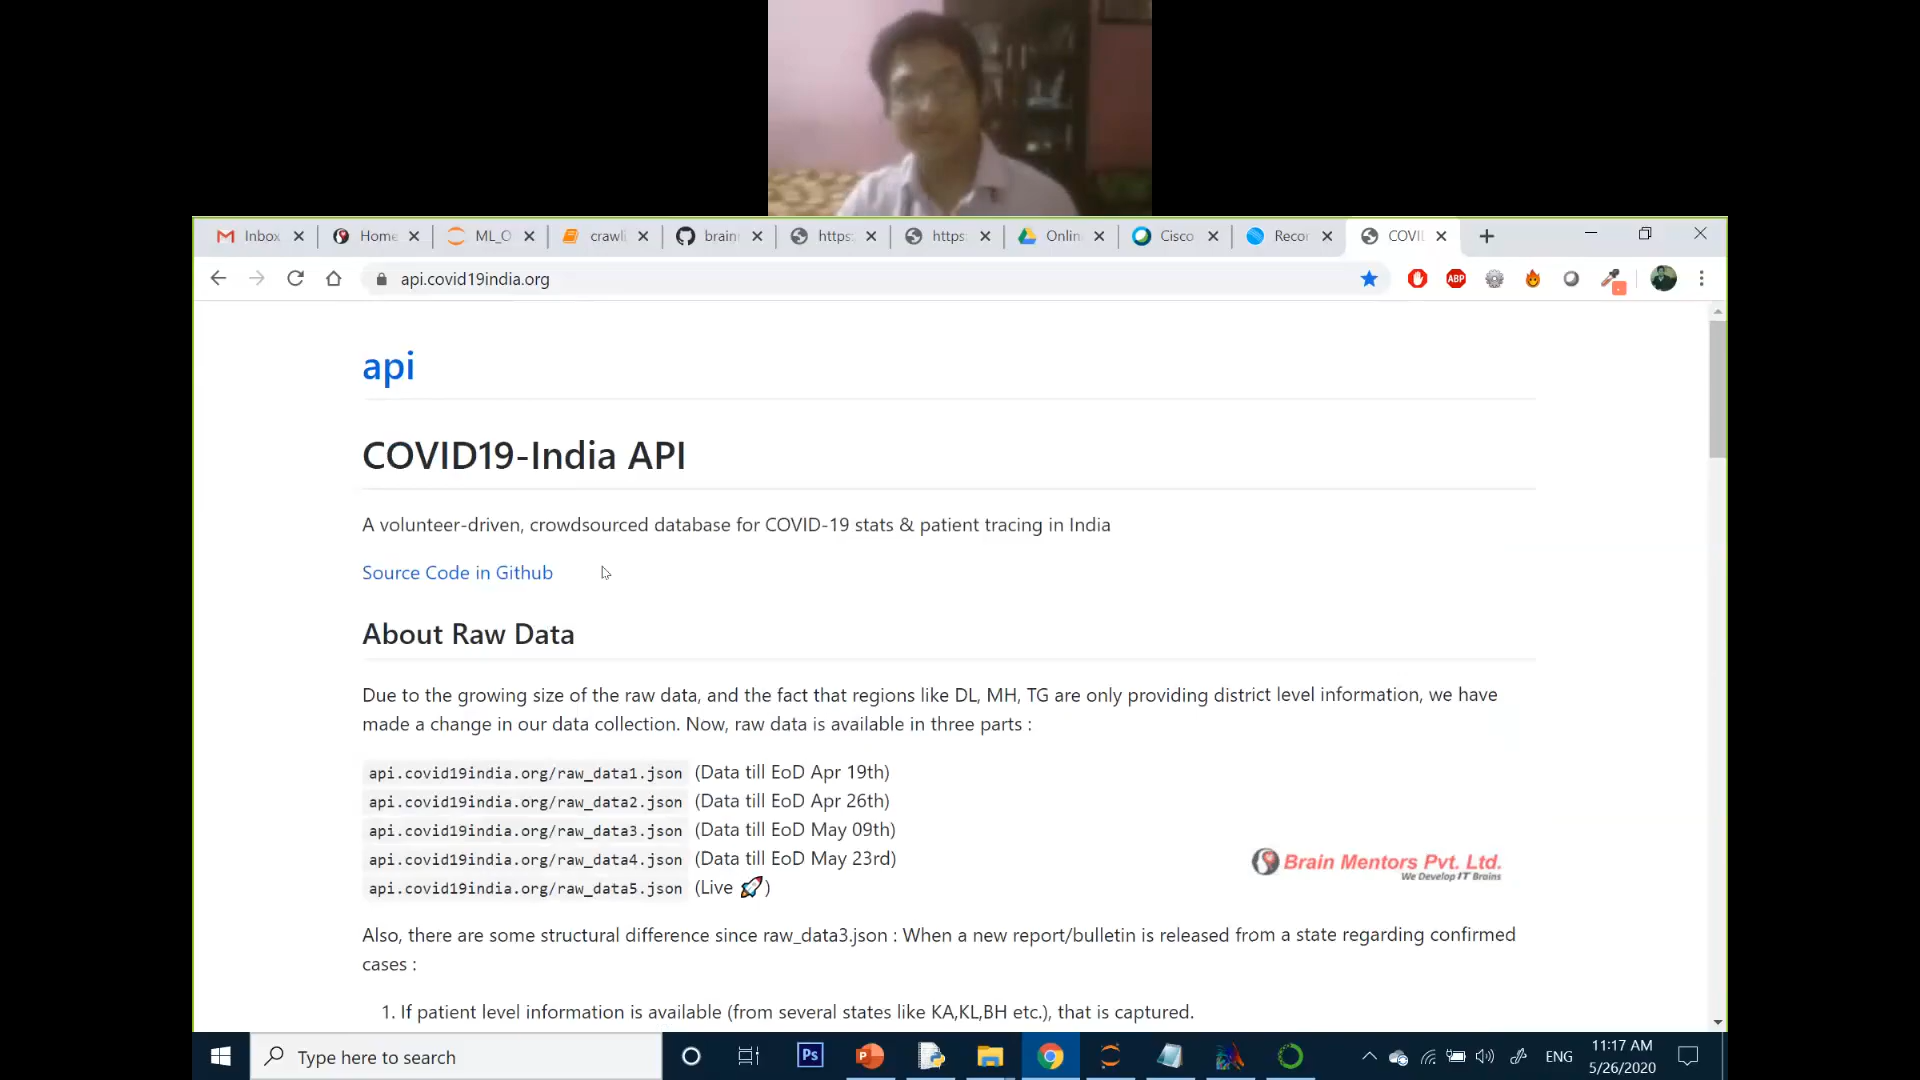 Inbox
Home
ML_O
crawli
brain
https:
https:
Onlin
Cisco
Recor
COVI
api.covid19india.org
ABP
api
COVID19-India API
A volunteer-driven, crowdsourced database for COVID-19 stats & patient tracing in India
Source Code in Github
About Raw Data
Due to the growing size of the raw data, and the fact that regions like DL, MH, TG are only providing district level information, we have
made a change in our data collection. Now, raw data is available in three parts :
api.covid19india.org/raw_data1.json (Data till EoD Apr 19th)
api.covid19india.org/raw_data2.json (Data till EoD Apr 26th)
api.covid19india.org/raw_data3.json (Data till EoD May 09th)
api.covid19india.org/raw_data4.json (Data till EoD May 23rd)
api.covid19india.org/raw_data5.json (Live 🚀)
Brain Mentors Pvt. Ltd.
We Develop IT Brains
Also, there are some structural difference since raw_data3.json : When a new report/bulletin is released from a state regarding confirmed
cases :
1. If patient level information is available (from several states like KA,KL,BH etc.), that is captured.
Type here to search
Ps
ENG
11:17 AM
5/26/2020